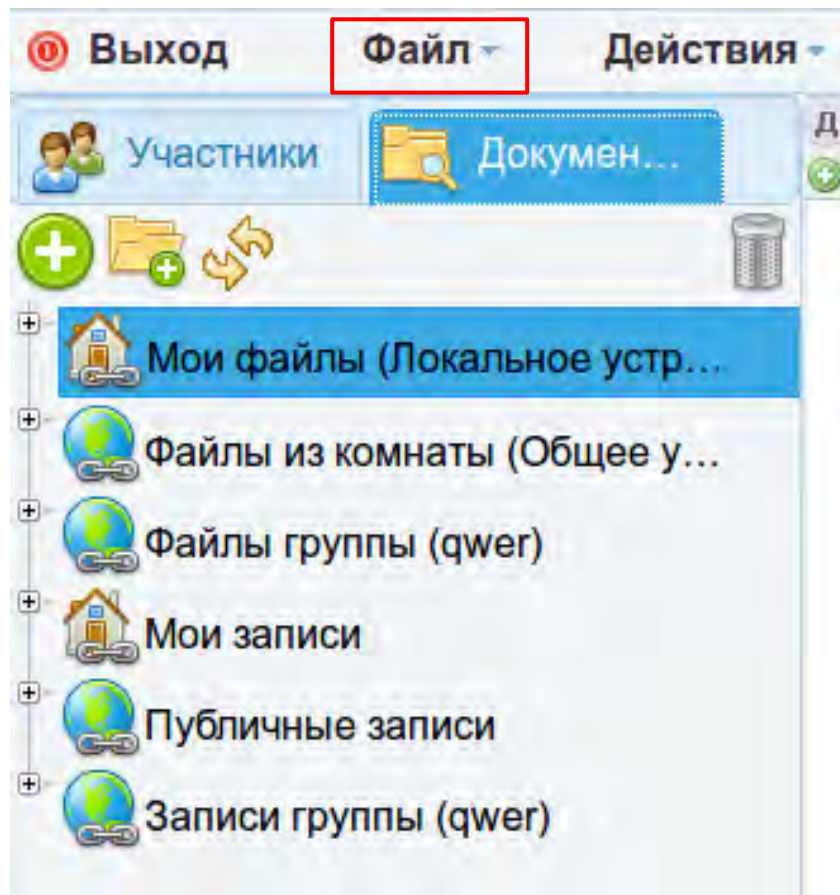 Выход Файл Действия
Участники Докумен...
Мои файлы (Локальное устр...
Файлы из комнаты (Общее у...
Файлы группы (qwer)
Мои записи
Публичные записи
Записи группы (qwer)